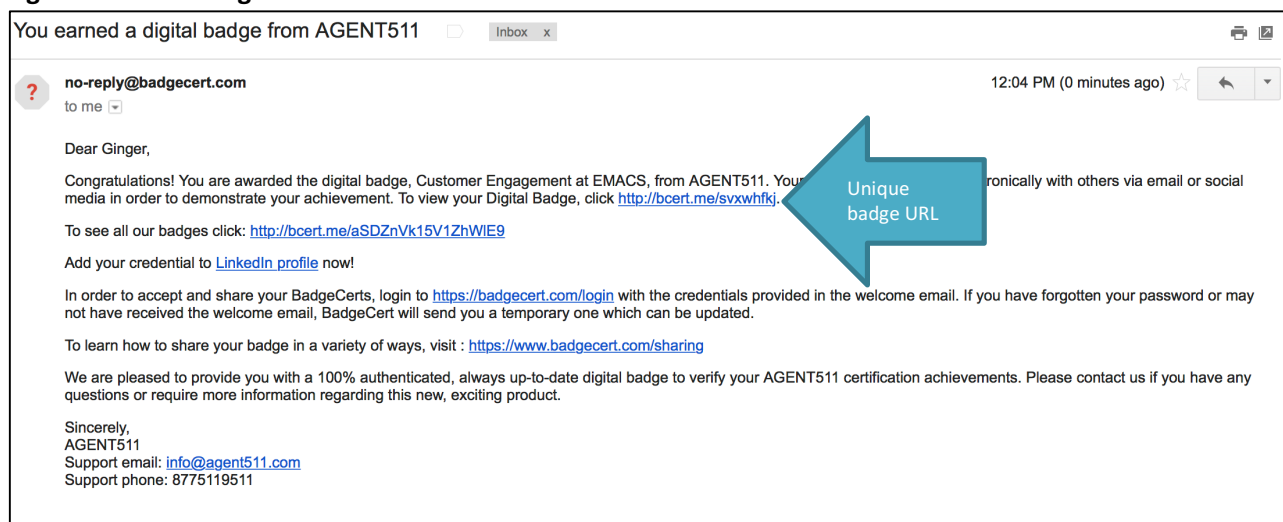 You earned a digital badge from AGENT511 Inbox x
no-reply@badgecert.com 12:04 PM (0 minutes ago)
to me
Dear Ginger,
Congratulations! You are awarded the digital badge, Customer Engagement at EMACS, from AGENT511. ronically with others via email or social
media in order to demonstrate your achievement. To view your Digital Badge, click http://bcert.me/svxwhfkj.
Unique
badge URL
To see all our badges click: http://bcert.me/aSDZnVk15V1ZhWlE9
Add your credential to LinkedIn profile now!
In order to accept and share your BadgeCerts, login to https://badgecert.com/login with the credentials provided in the welcome email. If you have forgotten your password or may
not have received the welcome email, BadgeCert will send you a temporary one which can be updated.
To learn how to share your badge in a variety of ways, visit : https://www.badgecert.com/sharing
We are pleased to provide you with a 100% authenticated, always up-to-date digital badge to verify your AGENT511 certification achievements. Please contact us if you have any
questions or require more information regarding this new, exciting product.
Sincerely,
AGENT511
Support email: info@agent511.com
Support phone: 8775119511